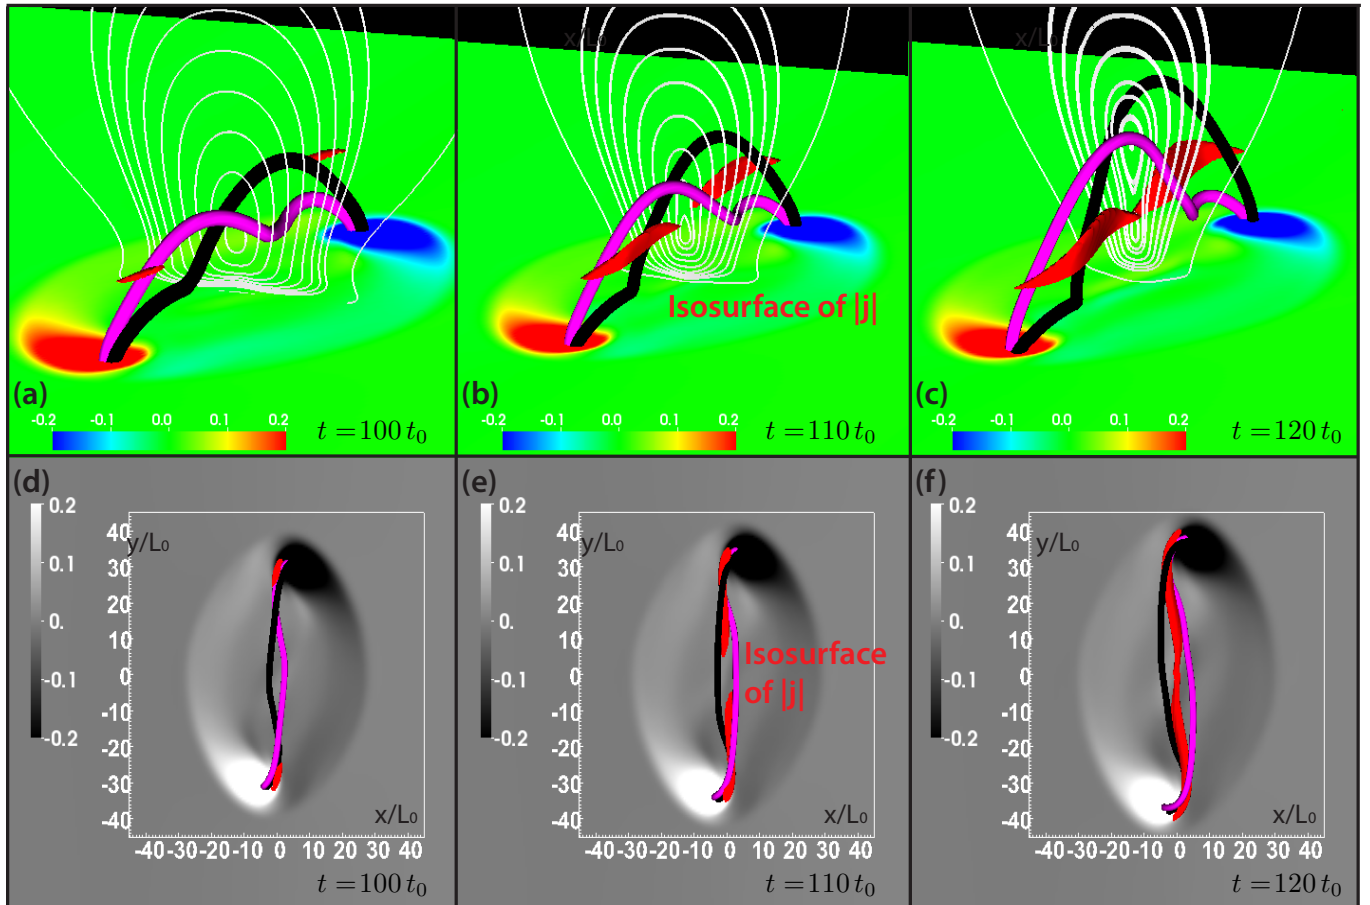 x/L₀
x/L₀
Isosurface of |j|
(a)
-0.2 -0.1 0.0 0.1 0.2
t = 100 t₀
(b)
-0.2 -0.1 0.0 0.1 0.2
t = 110 t₀
(c)
-0.2 -0.1 0.0 0.1 0.2
t = 120 t₀
(d)
0.2
0.1
0.
-0.1
-0.2
y/L₀
40
30
20
10
0
-10
-20
-30
-40
x/L₀
-40 -30 -20 -10 0 10 20 30 40
t = 100 t₀
(e)
0.2
0.1
0.
-0.1
-0.2
y/L₀
40
30
20
10
0
-10
-20
-30
-40
Isosurface
of |j|
x/L₀
-40 -30 -20 -10 0 10 20 30 40
t = 110 t₀
(f)
0.2
0.1
0.
-0.1
-0.2
y/L₀
40
30
20
10
0
-10
-20
-30
-40
x/L₀
-40 -30 -20 -10 0 10 20 30 40
t = 120 t₀